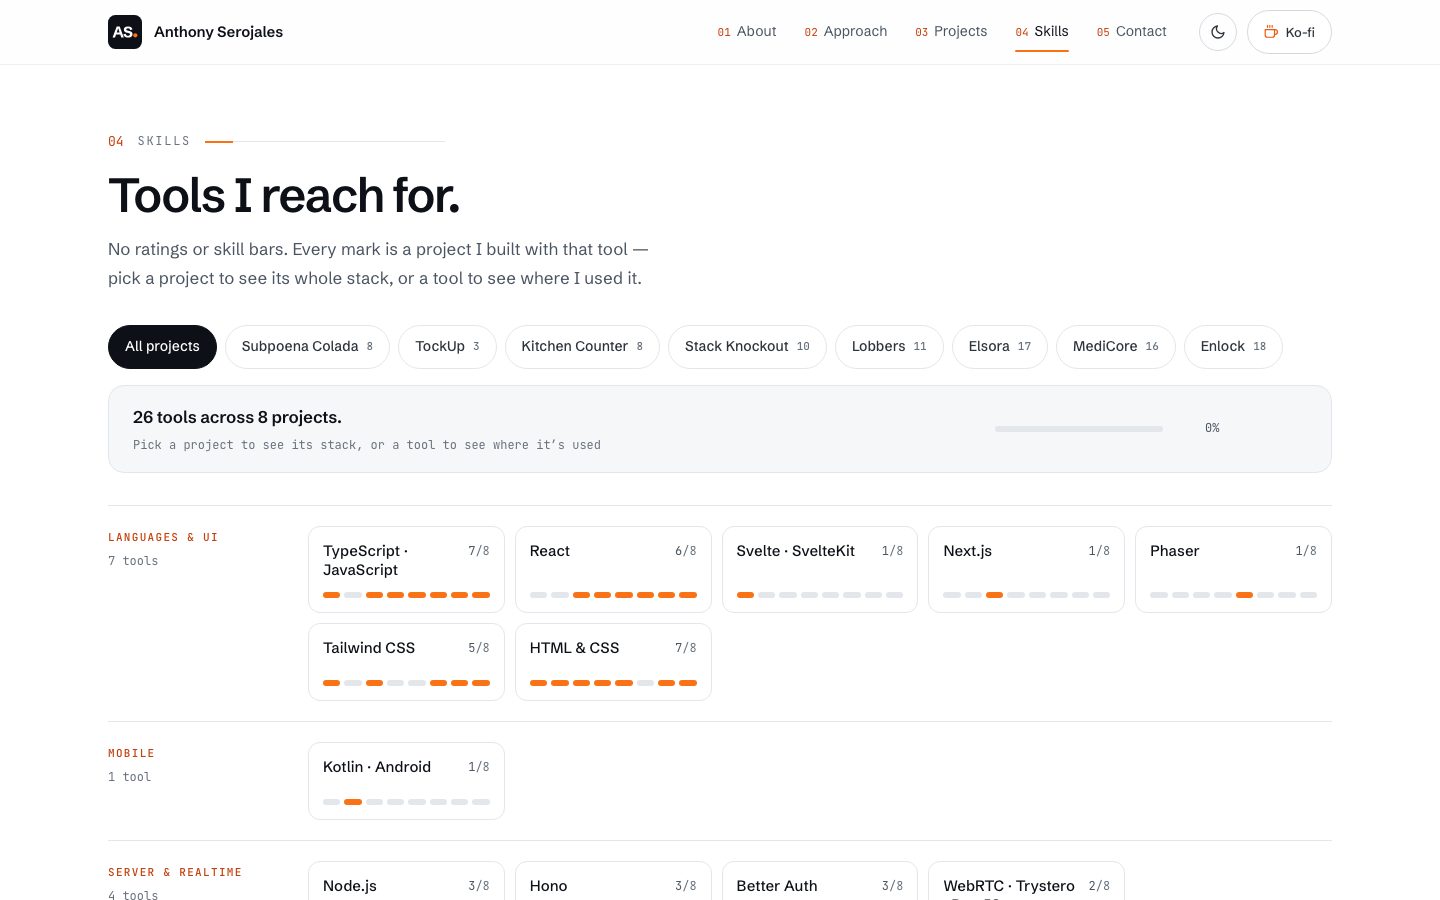 AS. Anthony Serojales 01 About 02 Approach 03 Projects 04 Skills 05 Contact Ko-fi
04 SKILLS
Tools I reach for.
No ratings or skill bars. Every mark is a project I built with that tool —
pick a project to see its whole stack, or a tool to see where I used it.
All projects Subpoena Colada 8 TockUp 3 Kitchen Counter 8 Stack Knockout 10 Lobbers 11 Elsora 17 MediCore 16 Enlock 18
26 tools across 8 projects.
Pick a project to see its stack, or a tool to see where it’s used
0%
LANGUAGES & UI
7 tools
TypeScript · JavaScript 7/8
React 6/8
Svelte · SvelteKit 1/8
Next.js 1/8
Phaser 1/8
Tailwind CSS 5/8
HTML & CSS 7/8
MOBILE
1 tool
Kotlin · Android 1/8
SERVER & REALTIME
4 tools
Node.js 3/8
Hono 3/8
Better Auth 3/8
WebRTC · Trystero 2/8